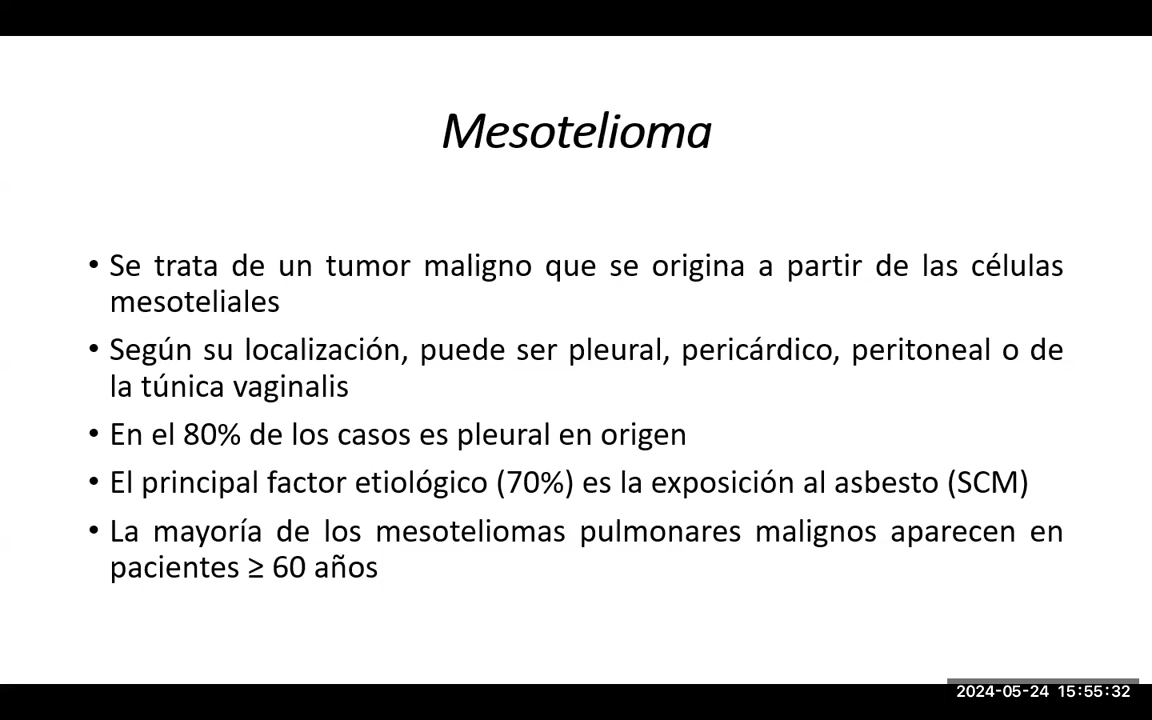 Mesotelioma
• Se trata de un tumor maligno que se origina a partir de las células
mesoteliales
• Según su localización, puede ser pleural, pericárdico, peritoneal o de
la túnica vaginalis
• En el 80% de los casos es pleural en origen
• El principal factor etiológico (70%) es la exposición al asbesto (SCM)
• La mayoría de los mesoteliomas pulmonares malignos aparecen en
pacientes ≥ 60 años
2024-05-24 15:55:32